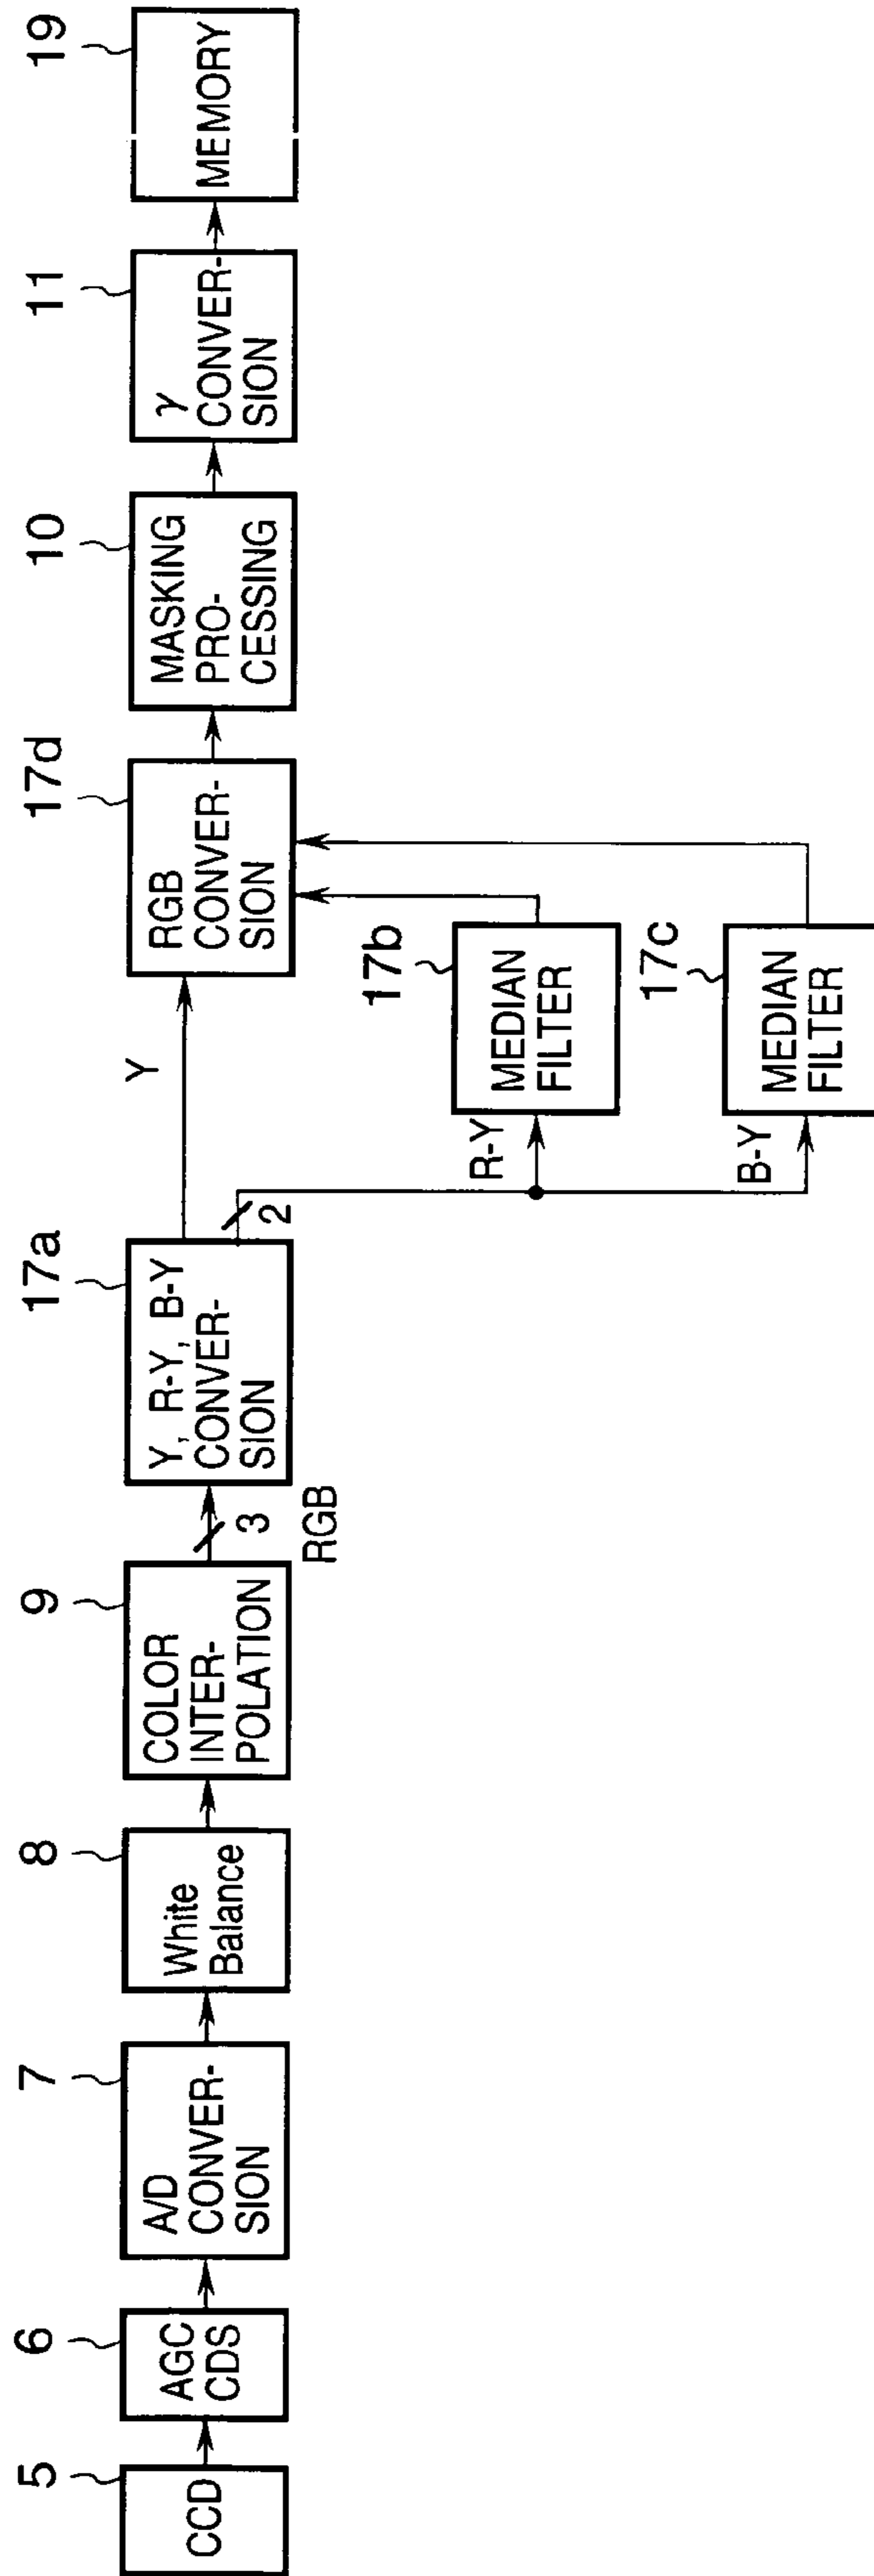 5
CCD
6
AGC
CDS
7
A/D
CONVER-
SION
8
White
Balance
9
COLOR
INTER-
POLATION
3
RGB
17a
Y, R-Y, B-Y
CONVER-
SION
2
Y
R-Y
17b
MEDIAN
FILTER
B-Y
17c
MEDIAN
FILTER
17d
RGB
CONVER-
SION
10
MASKING
PRO-
CESSING
11
γ
CONVER-
SION
19
MEMORY